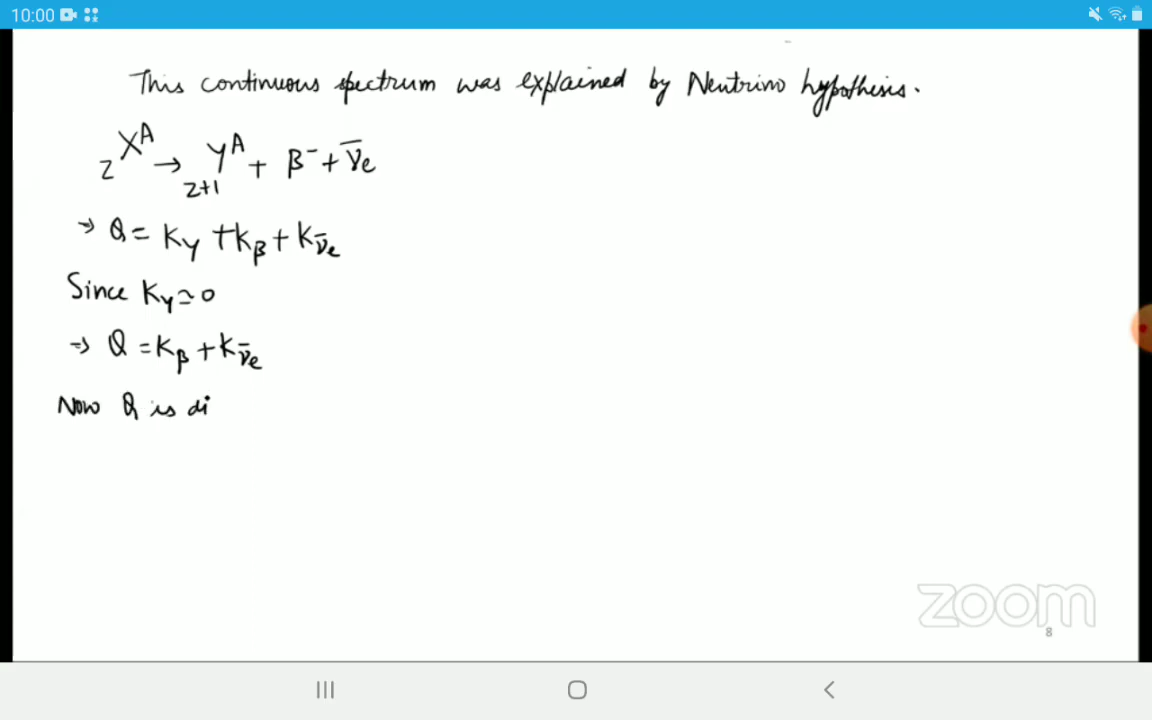 10:00
This continuous spectrum was explained by Neutrino hypothesis.
zX^A → z+1Y^A + β⁻ + ν̄e
⇒ Q = Ky + kβ + kν̄e
Since Ky ≃ 0
⇒ Q = Kβ + kν̄e
Now Q is di
zoom
8